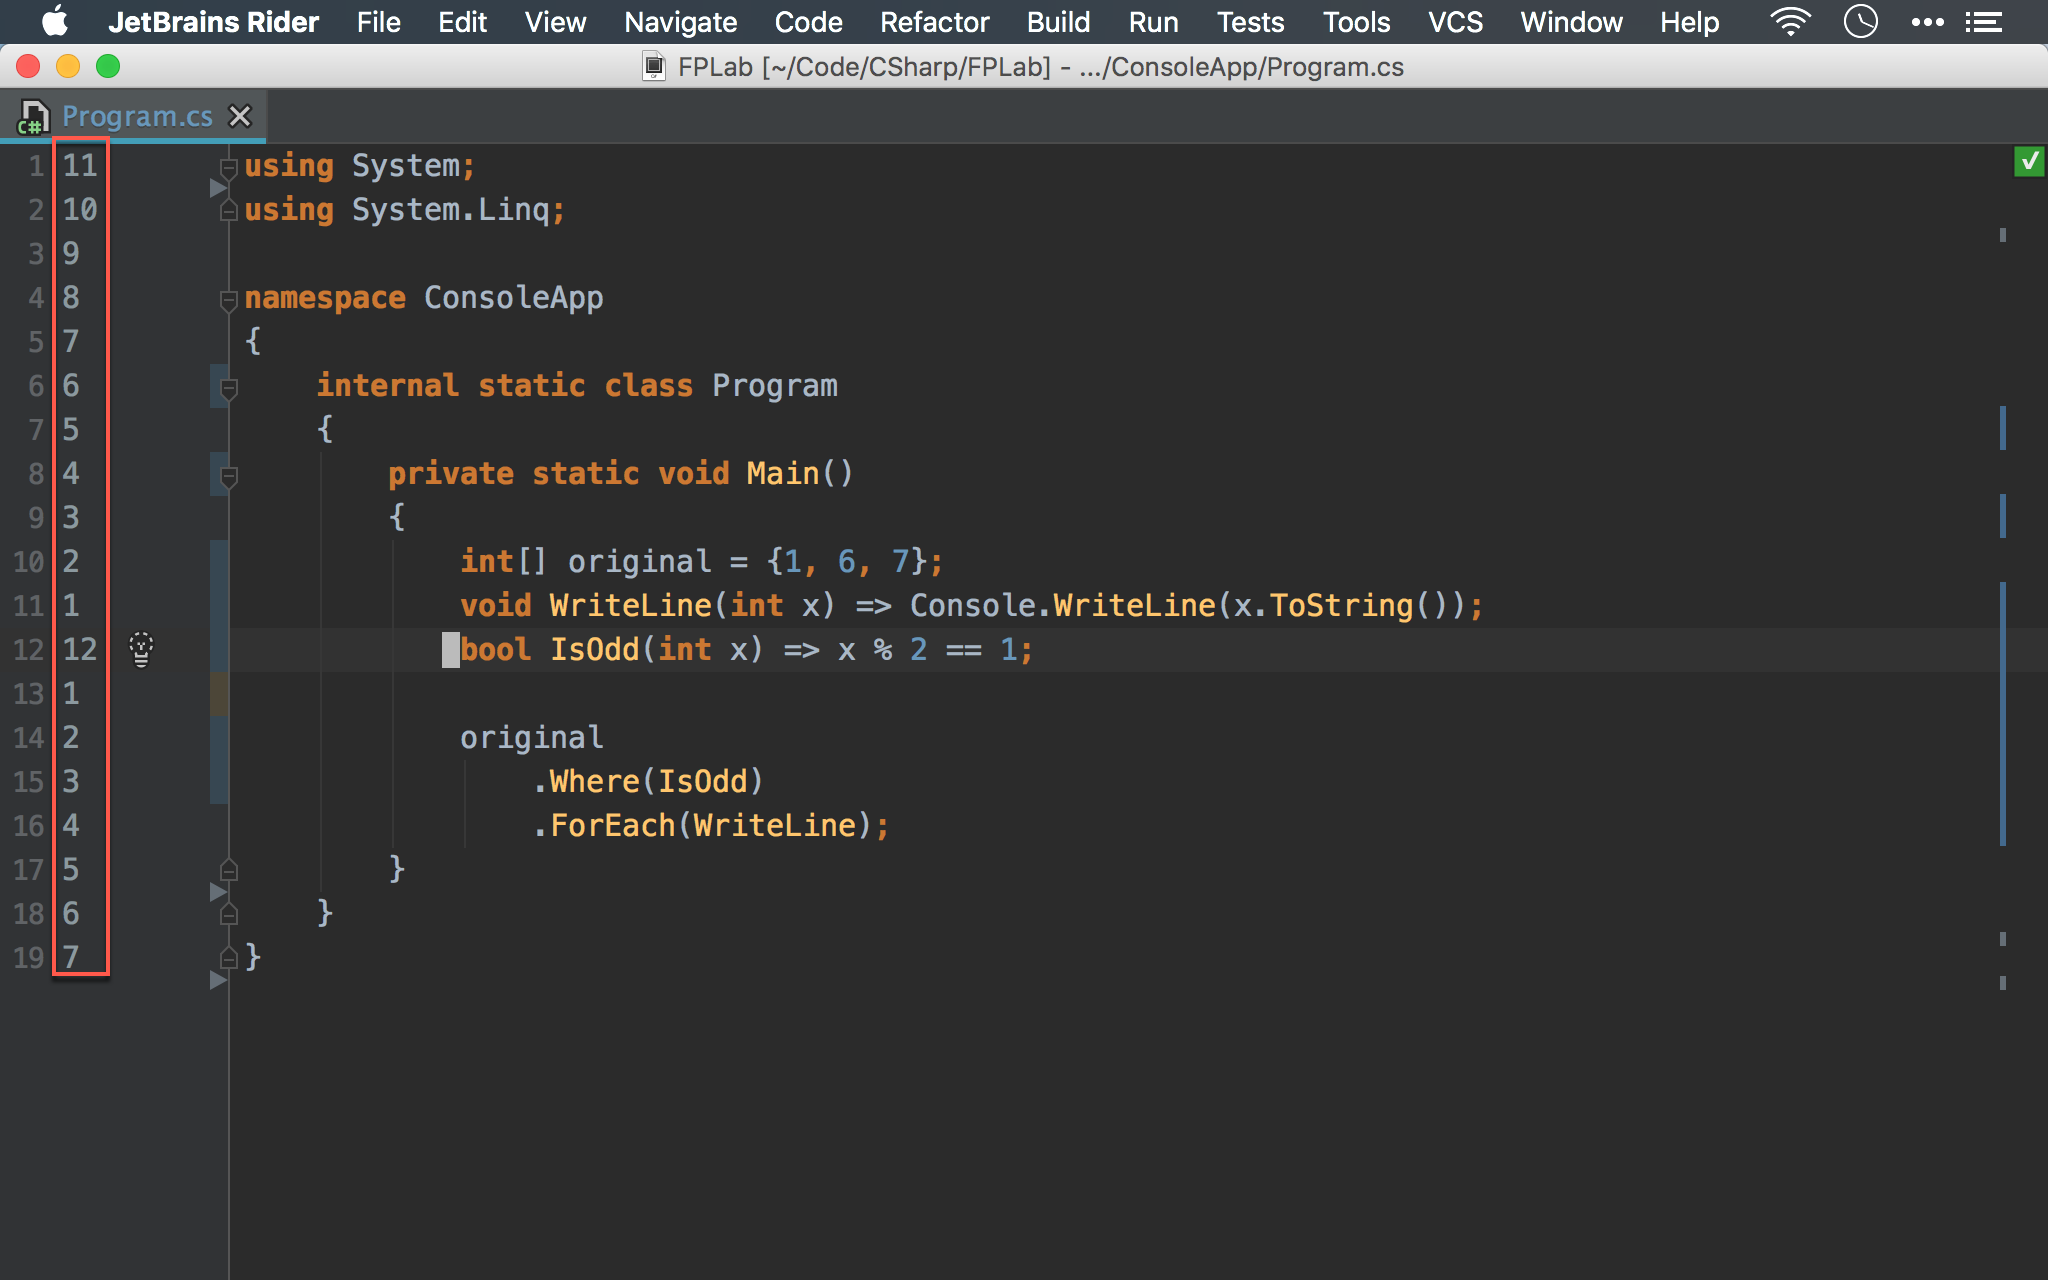 JetBrains Rider File Edit View Navigate Code Refactor Build Run Tests Tools VCS Window Help
FPLab [~/Code/CSharp/FPLab] - .../ConsoleApp/Program.cs
C# Program.cs
1 11 using System;
2 10 using System.Linq;
3 9
4 8 namespace ConsoleApp
5 7 {
6 6     internal static class Program
7 5     {
8 4         private static void Main()
9 3         {
10 2             int[] original = {1, 6, 7};
11 1             void WriteLine(int x) => Console.WriteLine(x.ToString());
12 12             bool IsOdd(int x) => x % 2 == 1;
13 1
14 2             original
15 3                 .Where(IsOdd)
16 4                 .ForEach(WriteLine);
17 5         }
18 6     }
19 7 }